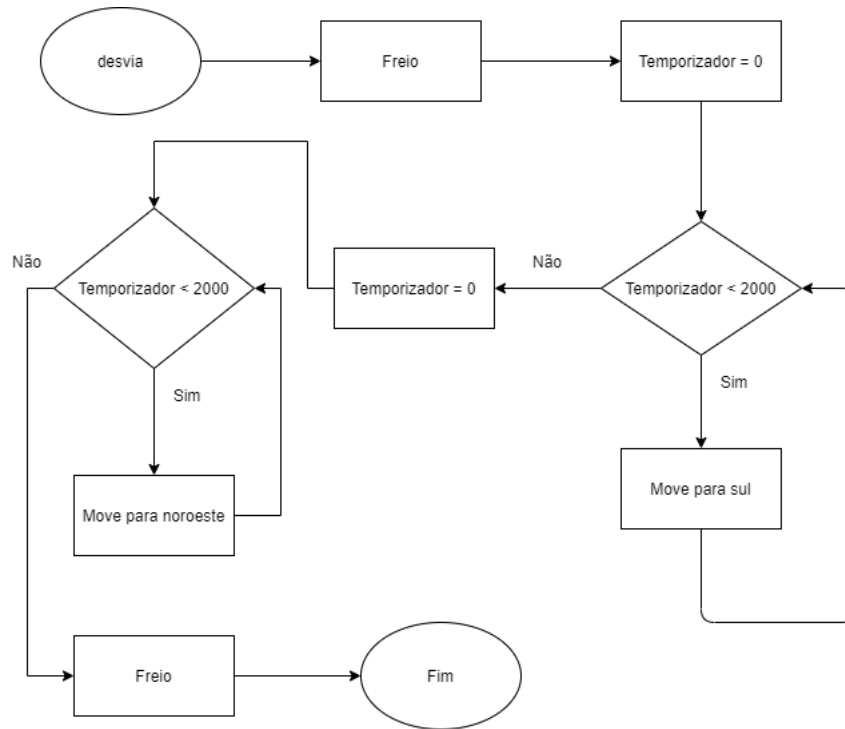 desvia
Freio
Temporizador = 0
Temporizador < 2000
Não
Sim
Move para sul
Temporizador = 0
Temporizador < 2000
Não
Sim
Move para noroeste
Freio
Fim